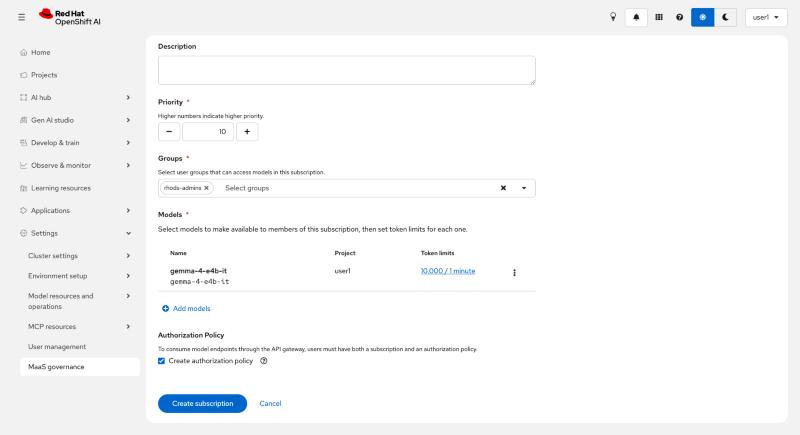 Red Hat
OpenShift AI
user1
Home
Projects
AI hub
Gen AI studio
Develop & train
Observe & monitor
Learning resources
Applications
Settings
Cluster settings
Environment setup
Model resources and
operations
MCP resources
User management
MaaS governance
Description
Priority *
Higher numbers indicate higher priority.
10
Groups *
Select user groups that can access models in this subscription.
rhods-admins Select groups
Models *
Select models to make available to members of this subscription, then set token limits for each one.
Name Project Token limits
gemma-4-e4b-it user1 10,000 / 1 minute
gemma-4-e4b-it
Add models
Authorization Policy
To consume model endpoints through the API gateway, users must have both a subscription and an authorization policy.
Create authorization policy
Create subscription Cancel